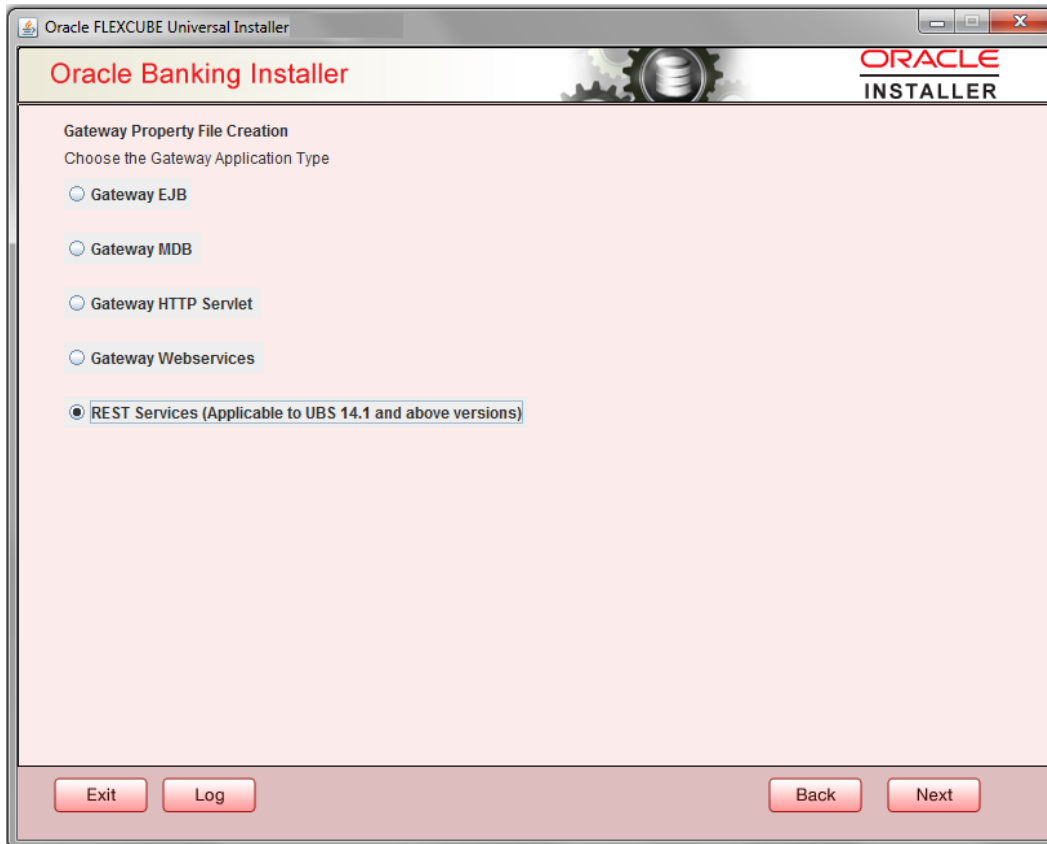 Oracle FLEXCUBE Universal Installer
Oracle Banking Installer
ORACLE
INSTALLER
Gateway Property File Creation
Choose the Gateway Application Type
Gateway EJB
Gateway MDB
Gateway HTTP Servlet
Gateway Webservices
REST Services (Applicable to UBS 14.1 and above versions)
Exit Log Back Next